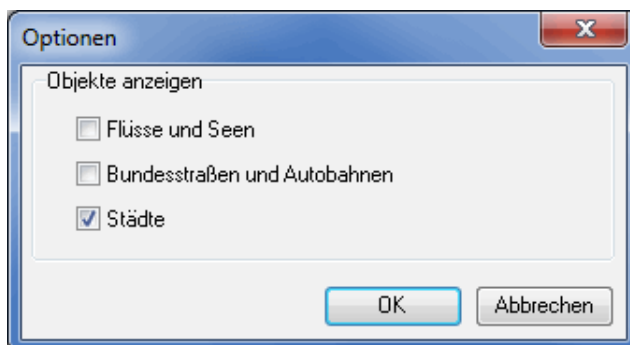 Optionen
Objekte anzeigen
Flüsse und Seen
Bundesstraßen und Autobahnen
Städte
OK
Abbrechen